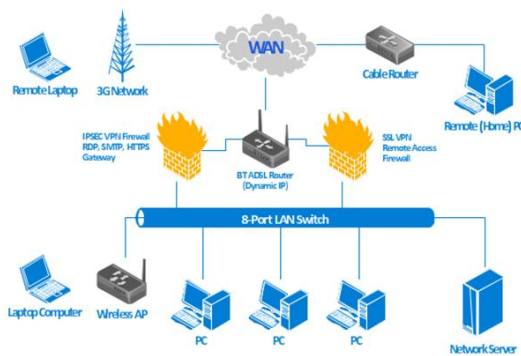 WAN
Remote Laptop
3G Network
Cable Router
Remote (Home) PC
IPSEC VPN Firewall
RDP, SMTP, HTTPS
Gateway
BT ADSL Router
(Dynamic IP)
SSL VPN
Remote Access
Firewall
8-Port LAN Switch
Laptop Computer
Wireless AP
PC
PC
PC
Network Server